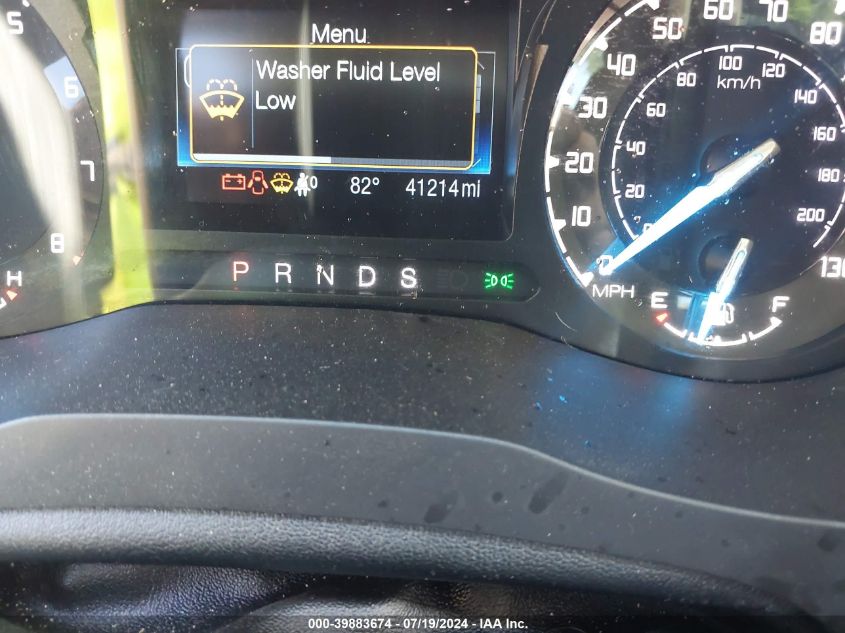 Menu
Washer Fluid Level
Low
82° 41214mi
P R N D S
5
6
7
8
H
0 10 20 30 40 50 60 70 80 130
MPH
20 40 60 80 100 120 140 160 180 200
km/h
E F
000-39883674 - 07/19/2024 - IAA Inc.